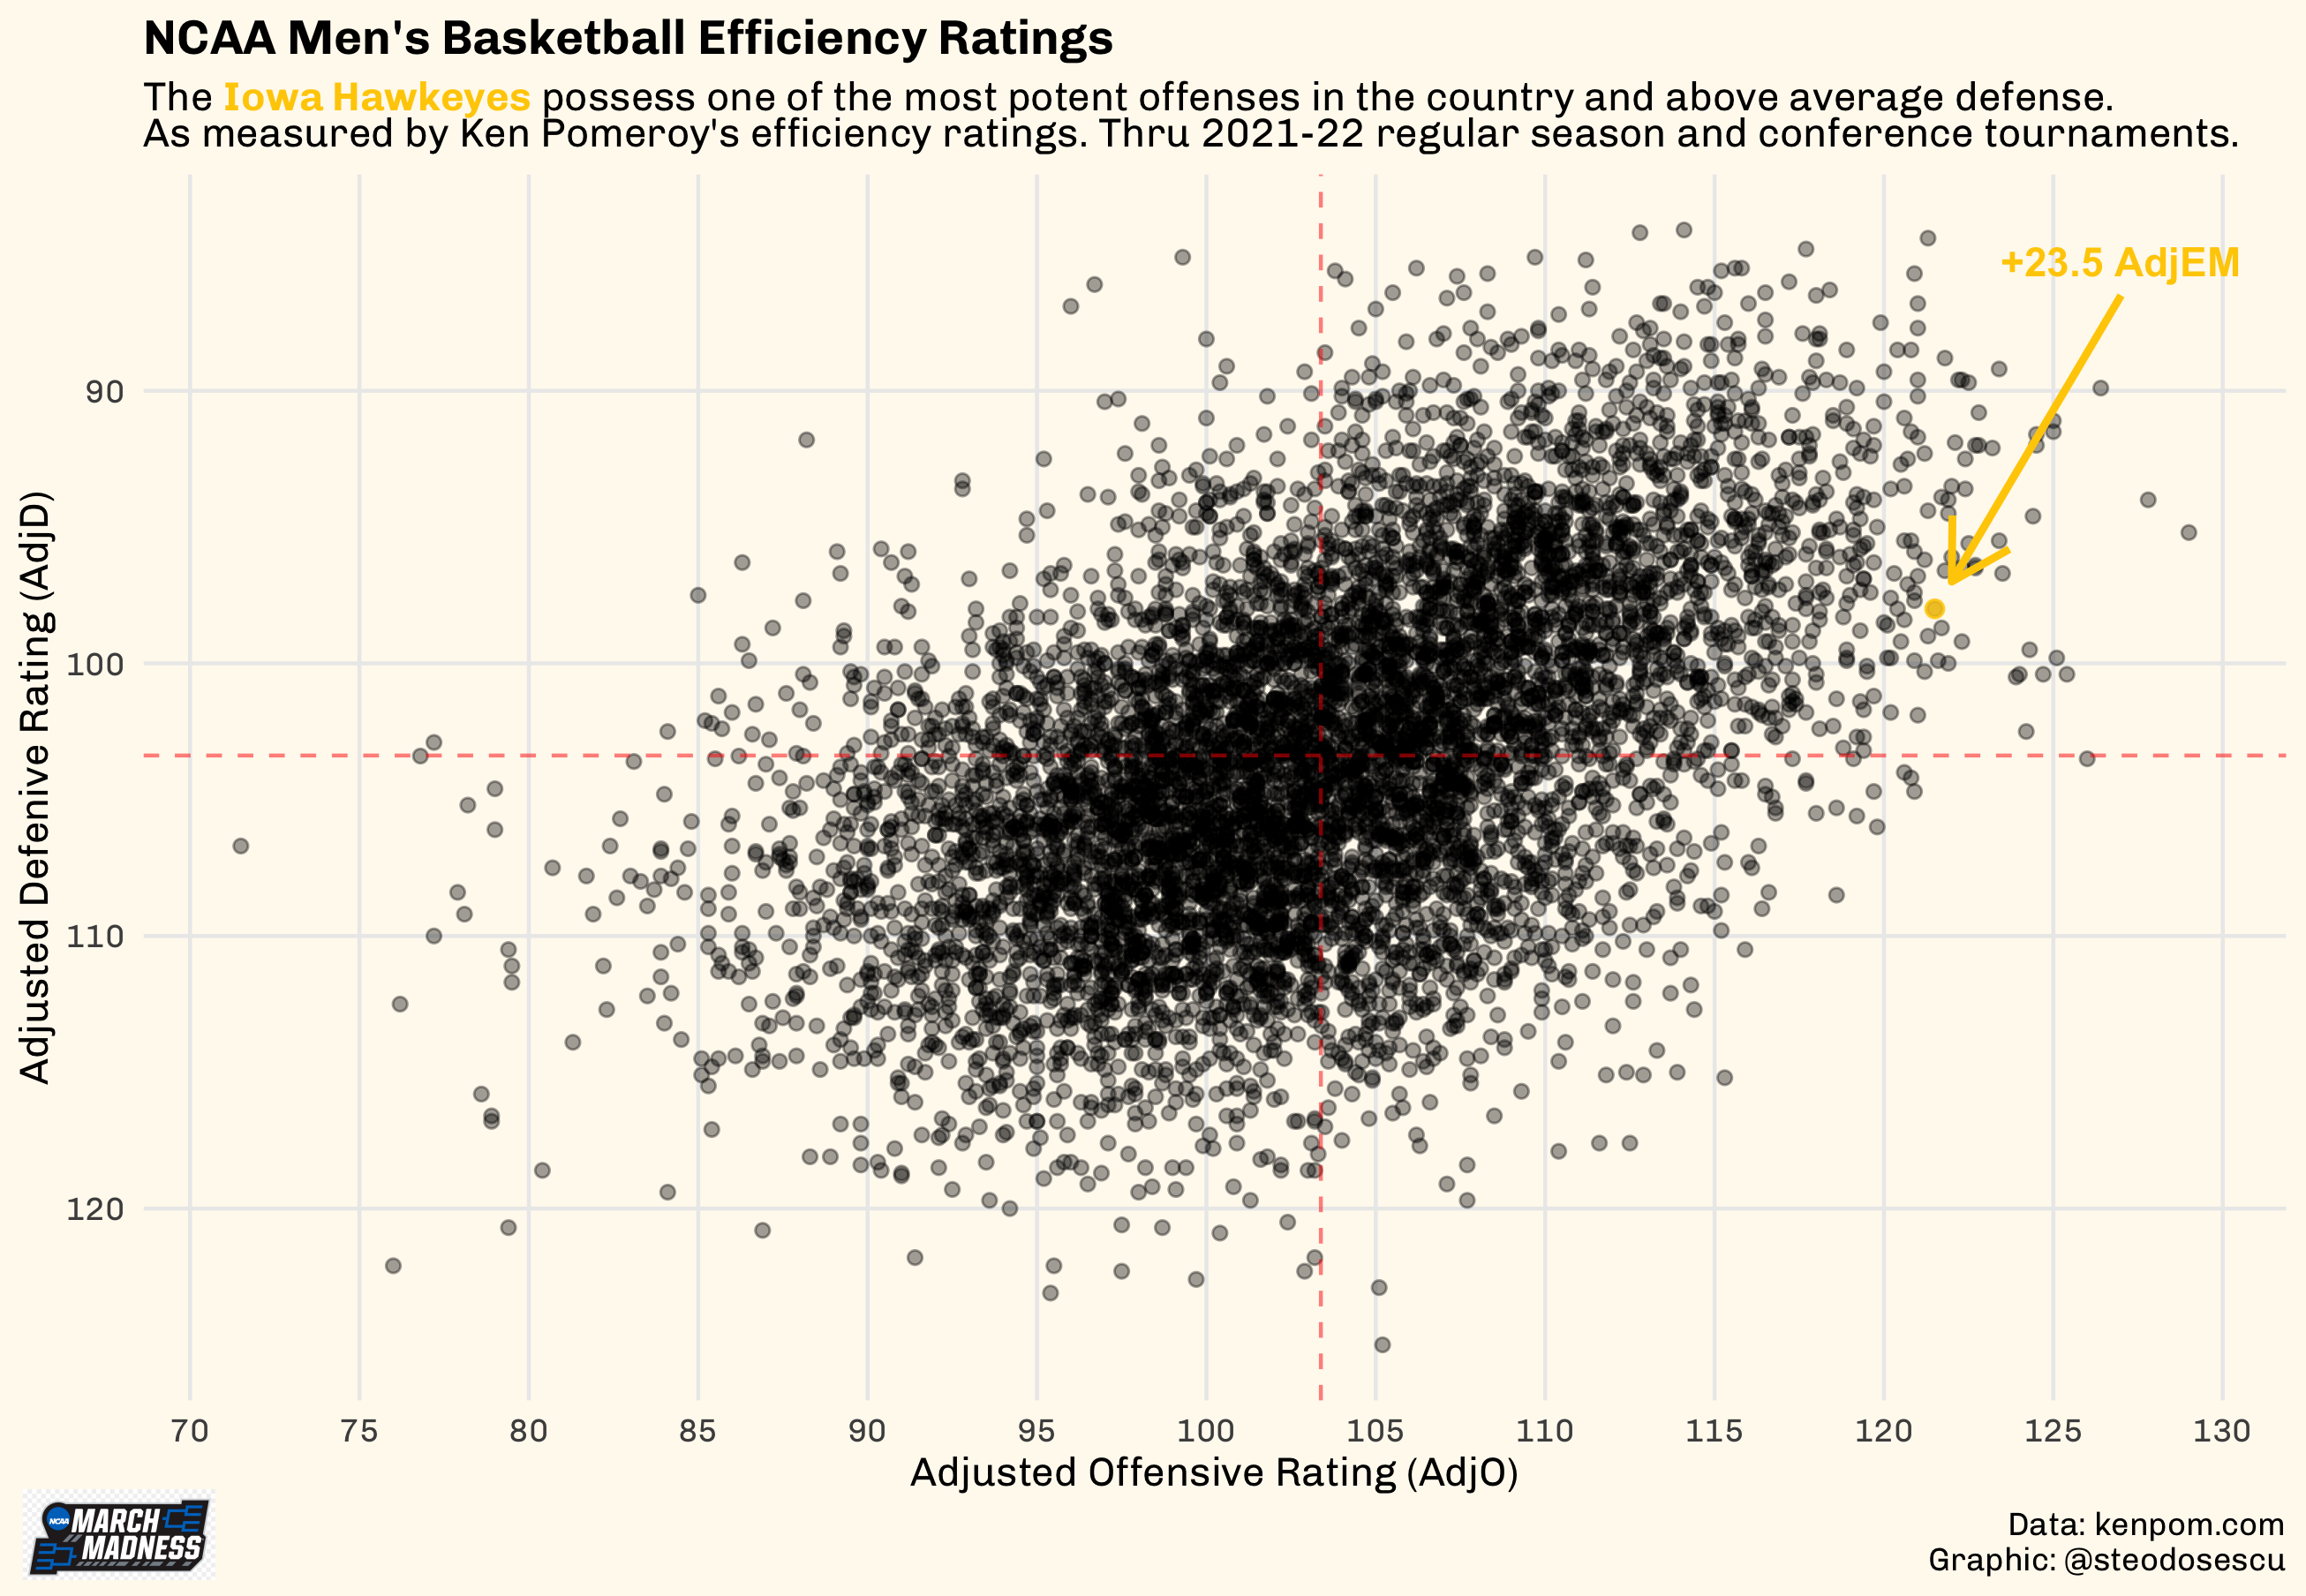 NCAA Men's Basketball Efficiency Ratings
The Iowa Hawkeyes possess one of the most potent offenses in the country and above average defense.
As measured by Ken Pomeroy's efficiency ratings. Thru 2021-22 regular season and conference tournaments.
+23.5 AdjEM
Adjusted Defenive Rating (AdjD)
90
100
110
120
70 75 80 85 90 95 100 105 110 115 120 125 130
Adjusted Offensive Rating (AdjO)
NCAA
MARCH
MADNESS
Data: kenpom.com
Graphic: @steodosescu